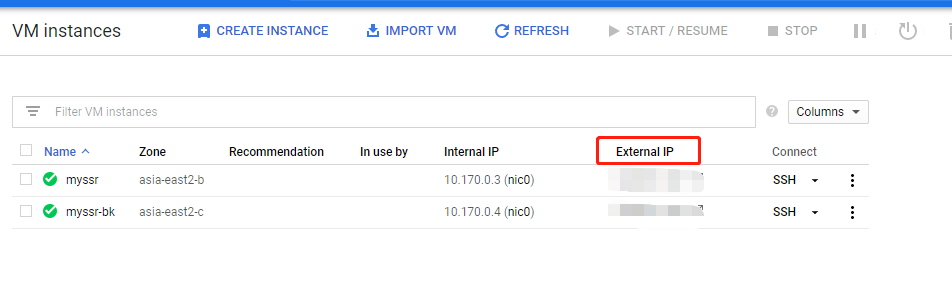 VM instances CREATE INSTANCE IMPORT VM REFRESH START / RESUME STOP
Filter VM instances Columns
Name Zone Recommendation In use by Internal IP External IP Connect
myssr asia-east2-b 10.170.0.3 (nic0) SSH
myssr-bk asia-east2-c 10.170.0.4 (nic0) SSH